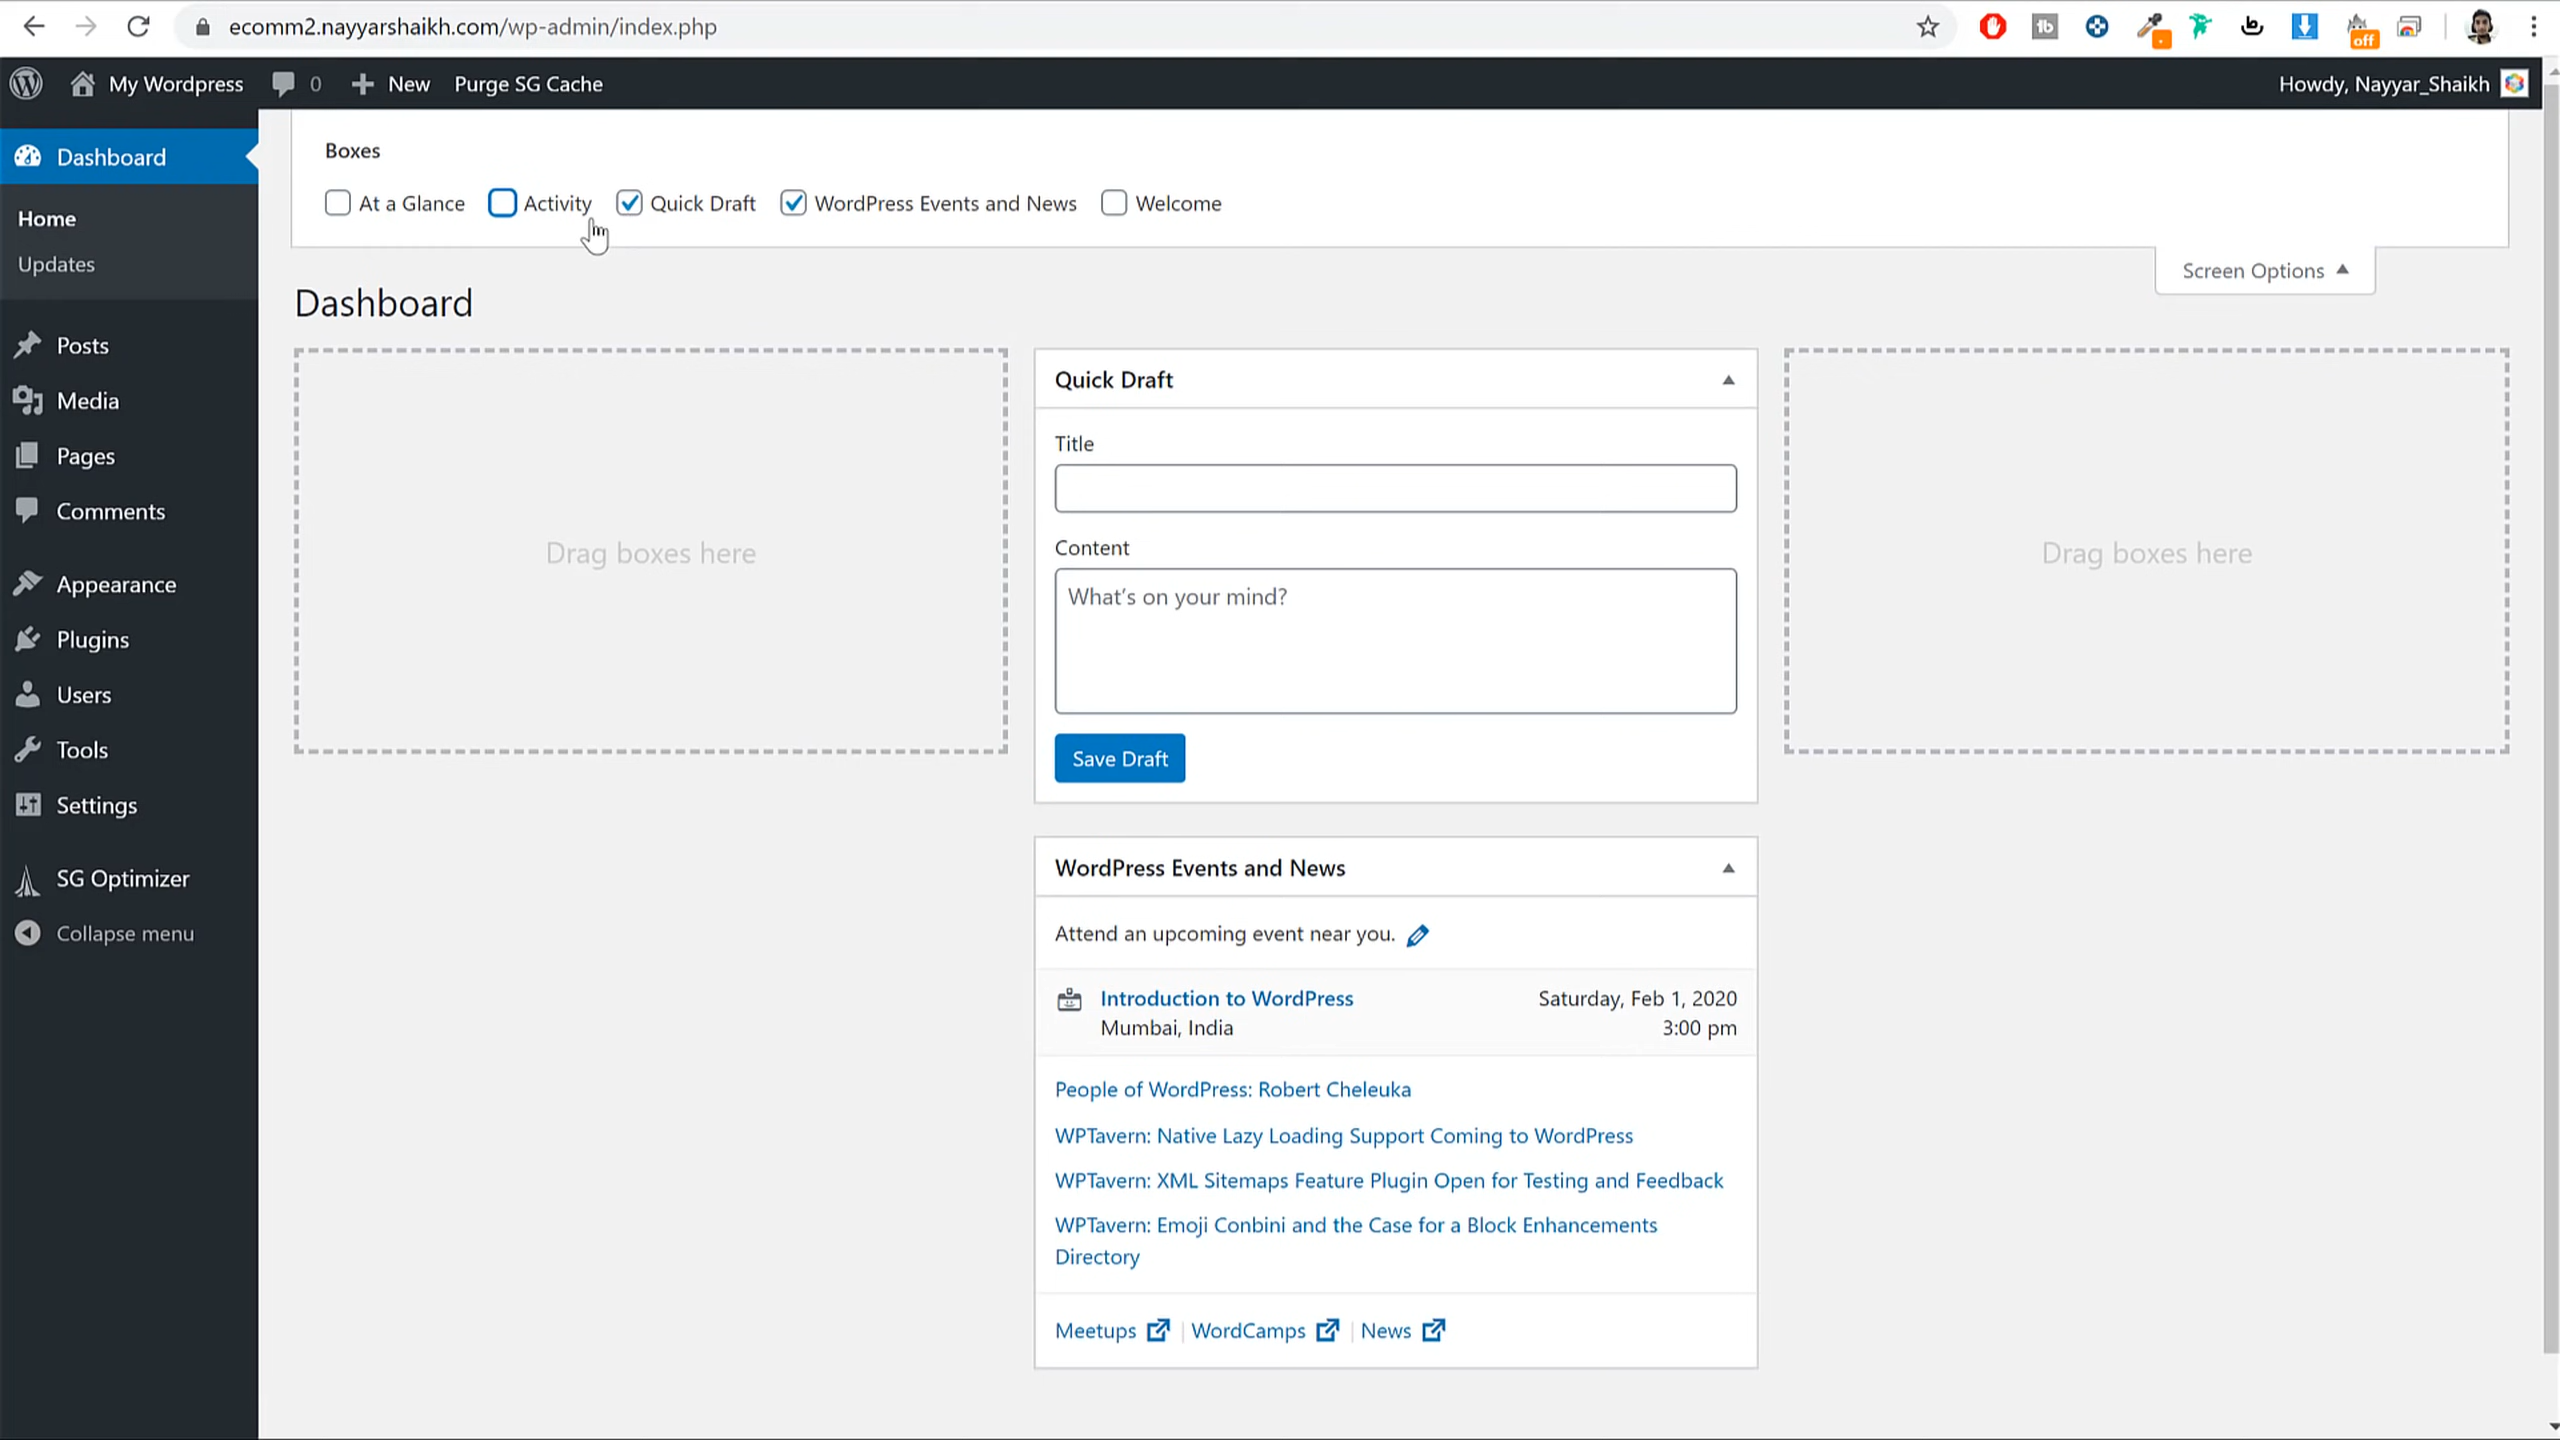 ecomm2.nayyarshaikh.com/wp-admin/index.php
off
My Wordpress 0 New Purge SG Cache Howdy, Nayyar_Shaikh
Dashboard
Home
Updates
Posts
Media
Pages
Comments
Appearance
Plugins
Users
Tools
Settings
SG Optimizer
Collapse menu
Boxes
At a Glance Activity Quick Draft WordPress Events and News Welcome
Screen Options
Dashboard
Drag boxes here
Quick Draft
Title
Content
What's on your mind?
Save Draft
Drag boxes here
WordPress Events and News
Attend an upcoming event near you.
Introduction to WordPress Saturday, Feb 1, 2020
Mumbai, India 3:00 pm
People of WordPress: Robert Cheleuka
WPTavern: Native Lazy Loading Support Coming to WordPress
WPTavern: XML Sitemaps Feature Plugin Open for Testing and Feedback
WPTavern: Emoji Conbini and the Case for a Block Enhancements
Directory
Meetups | WordCamps | News